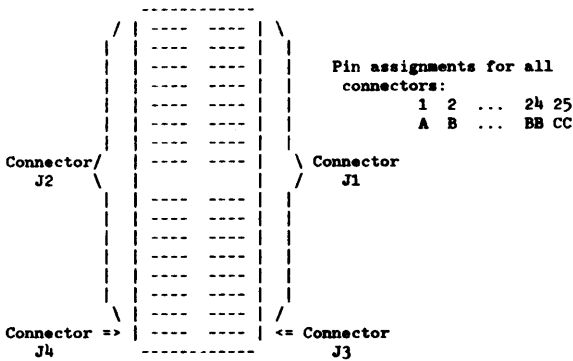 Pin assignments for all
connectors:
1 2 ... 24 25
A B ... BB CC
Connector
J2
Connector
J1
Connector =>
J4
<= Connector
J3